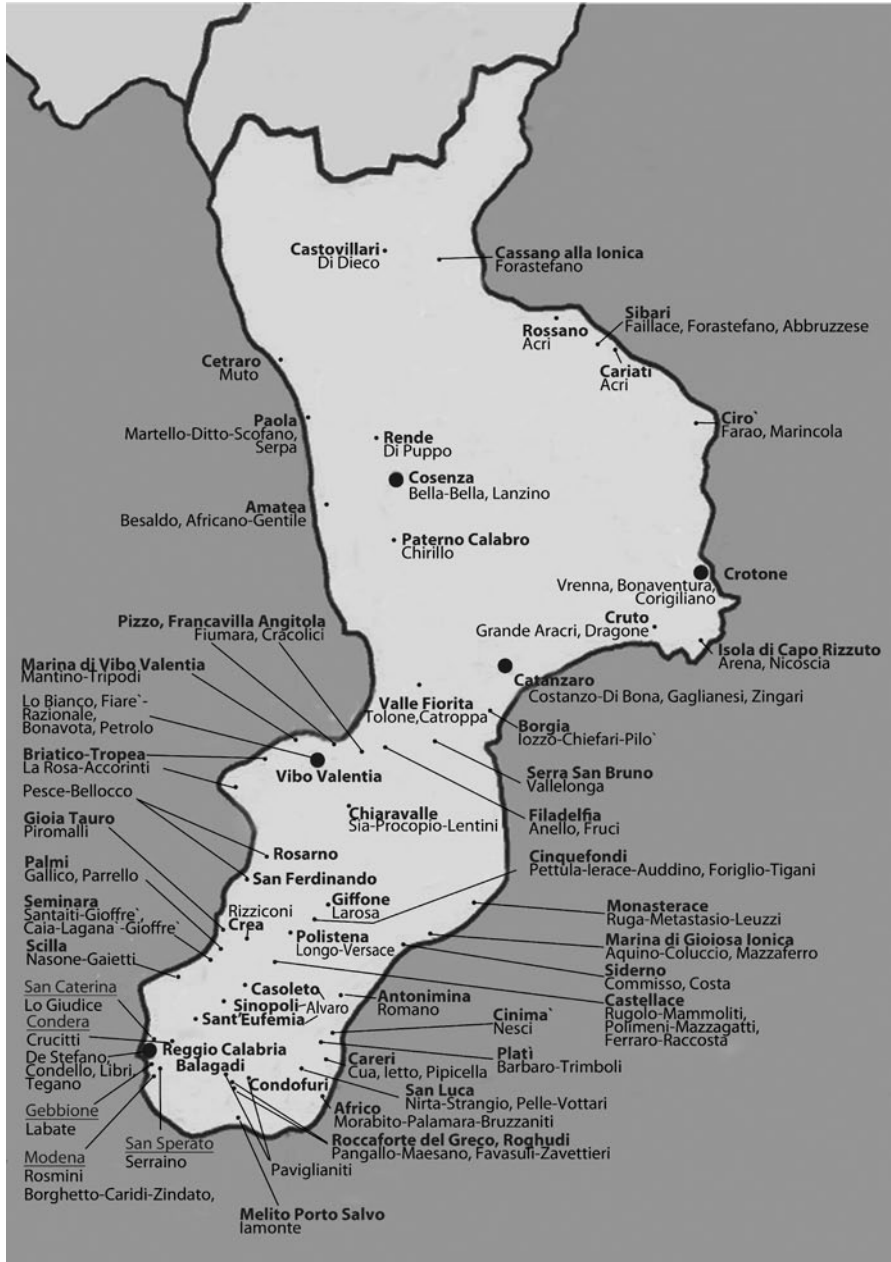 Castovillari
Di Dieco
Cassano alla Ionica
Forastefano
Sibari
Faillace, Forastefano, Abbruzzese
Rossano
Acri
Cariati
Acri
Cetraro
Muto
Paola
Martello-Ditto-Scofano,
Serpa
Ciro`
Farao, Marincola
Rende
Di Puppo
Cosenza
Bella-Bella, Lanzino
Amatea
Besaldo, Africano-Gentile
Paterno Calabro
Chirillo
Crotone
Vrenna, Bonaventura,
Corigiliano
Cruto
Grande Aracri, Dragone
Isola di Capo Rizzuto
Arena, Nicoscia
Pizzo, Francavilla Angitola
Fiumara, Cracolici
Marina di Vibo Valentia
Mantino-Tripodi
Catanzaro
Costanzo-Di Bona, Gaglianesi, Zingari
Valle Fiorita
Tolone,Catroppa
Lo Bianco, Fiare`-
Razionale,
Bonavota, Petrolo
Borgia
Iozzo-Chiefari-Pilo`
Briatico-Tropea
La Rosa-Accorinti
Vibo Valentia
Serra San Bruno
Vallelonga
Pesce-Bellocco
Chiaravalle
Sia-Procopio-Lentini
Filadelfia
Anello, Fruci
Gioia Tauro
Piromalli
Rosarno
Cinquefondi
Pettula-Ierace-Auddino, Foriglio-Tigani
Palmi
Gallico, Parrello
San Ferdinando
Giffone
Larosa
Seminara
Santaiti-Gioffre`,
Caia-Lagana`-Gioffre`
Rizziconi
Crea
Monasterace
Ruga-Metastasio-Leuzzi
Polistena
Longo-Versace
Marina di Gioiosa Ionica
Aquino-Coluccio, Mazzaferro
Scilla
Nasone-Gaietti
Siderno
Commisso, Costa
San Caterina
Lo Giudice
Casoleto
Sinopoli
Alvaro
Sant'Eufemia
Antonimina
Romano
Castellace
Rugolo-Mammoliti,
Polimeni-Mazzagatti,
Ferraro-Raccosta
Cinima`
Nesci
Condera
Crucitti
De Stefano,
Condello, Libri,
Tegano
Reggio Calabria
Balagadi
Condofuri
Careri
Cua, Ietto, Pipicella
Platì
Barbaro-Trimboli
San Luca
Nirta-Strangio, Pelle-Vottari
Gebbione
Labate
Africo
Morabito-Palamara-Bruzzaniti
San Sperato
Serraino
Roccaforte del Greco, Roghudi
Pangallo-Maesano, Favasuli-Zavettieri
Modena
Rosmini
Borghetto-Caridi-Zindato,
Paviglianiti
Melito Porto Salvo
Iamonte